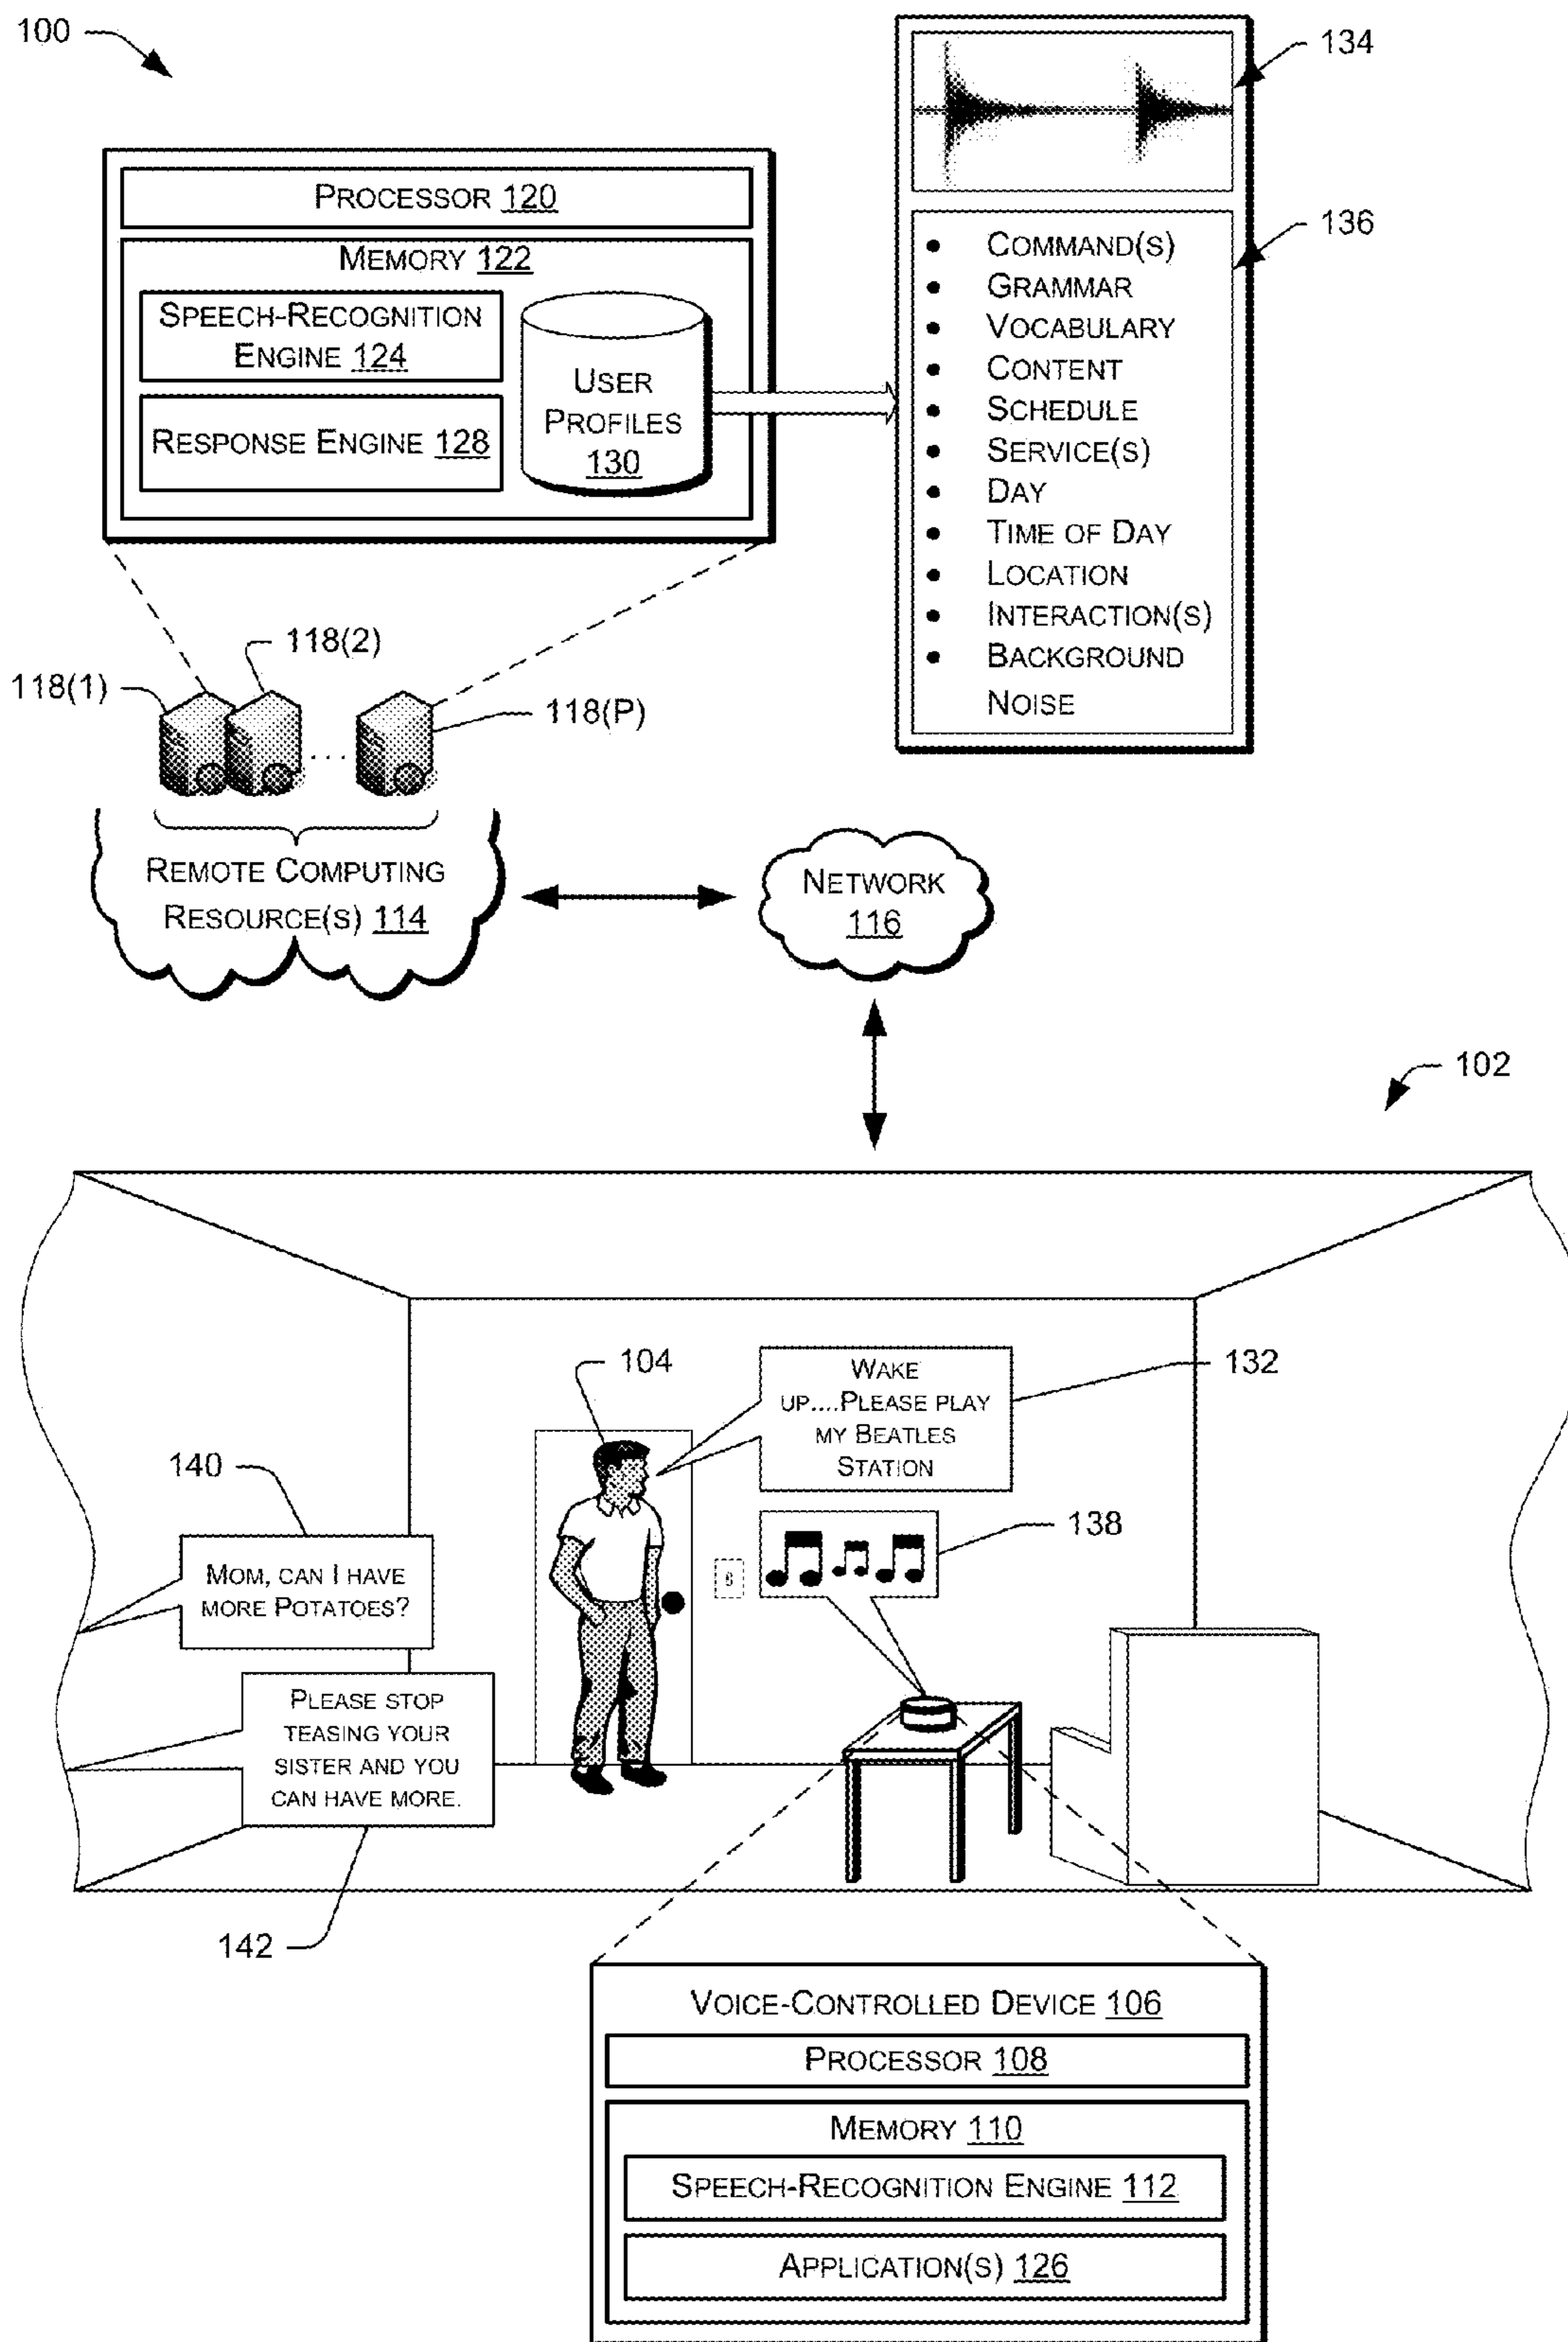 100
134
PROCESSOR 120
MEMORY 122
SPEECH-RECOGNITION
ENGINE 124
RESPONSE ENGINE 128
USER
PROFILES
130
136
• COMMAND(S)
• GRAMMAR
• VOCABULARY
• CONTENT
• SCHEDULE
• SERVICE(S)
• DAY
• TIME OF DAY
• LOCATION
• INTERACTION(S)
• BACKGROUND
NOISE
118(1)
118(2)
118(P)
...
REMOTE COMPUTING
RESOURCE(S) 114
NETWORK
116
102
104
WAKE
UP....PLEASE PLAY
MY BEATLES
STATION
132
138
140
MOM, CAN I HAVE
MORE POTATOES?
PLEASE STOP
TEASING YOUR
SISTER AND YOU
CAN HAVE MORE.
142
VOICE-CONTROLLED DEVICE 106
PROCESSOR 108
MEMORY 110
SPEECH-RECOGNITION ENGINE 112
APPLICATION(S) 126